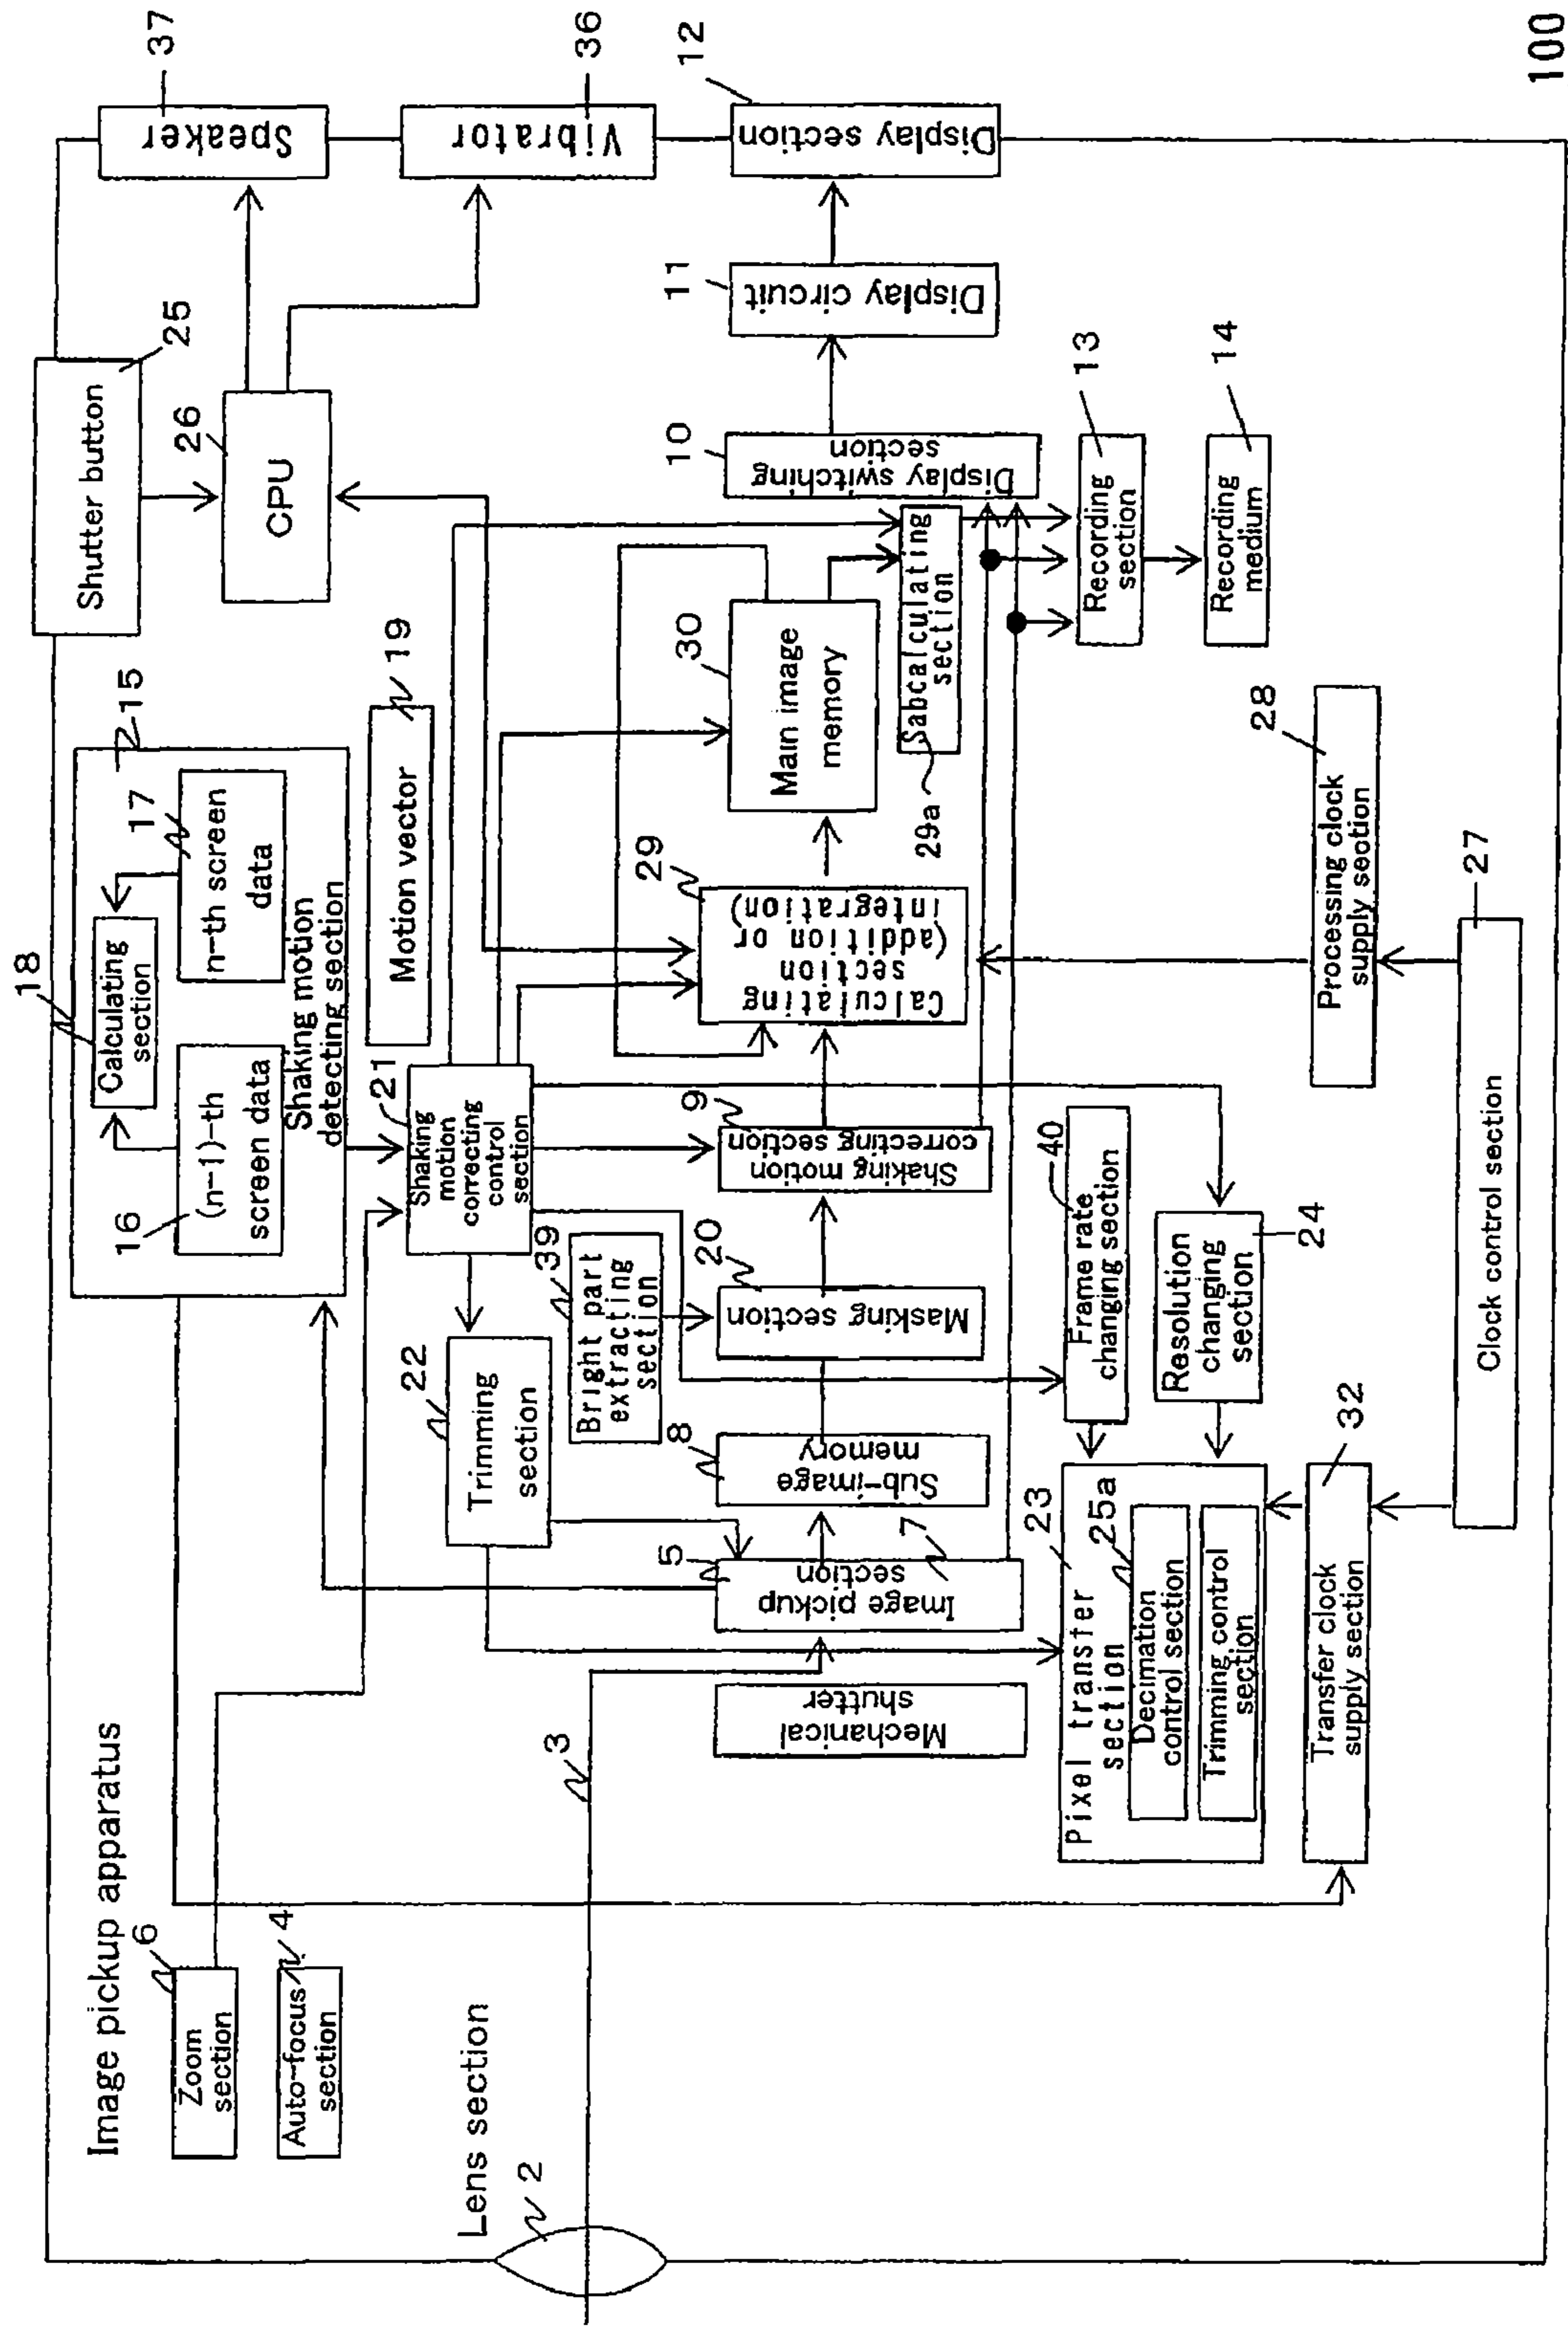 Image pickup apparatus
100
Zoom
section
6
Auto-focus
section
4
Lens section
2
3
18
15
Calculating
section
16
(n-1)-th
screen data
17
n-th screen
data
Shaking motion
detecting section
Motion vector
19
Shutter button
25
26
CPU
Speaker
37
Vibrator
36
21
Shaking
motion
correcting
control
section
22
Trimming
section
39
Bright part
extracting
section
Mechanical
shutter
5
Image pickup
section
7
8
Sub-image
memory
20
Masking section
9
Shaking motion
correcting section
29
Calculating
section
(addition or
integration)
30
Main image
memory
Sabcalculating
section
29a
10
Display switching
section
11
Display circuit
12
Display section
13
Recording
section
14
Recording
medium
23
Pixel transfer
section
25a
Decimation
control section
Trimming control
section
40
Frame rate
changing section
Resolution
changing
section
24
32
Transfer clock
supply section
28
Processing clock
supply section
Clock control section
27